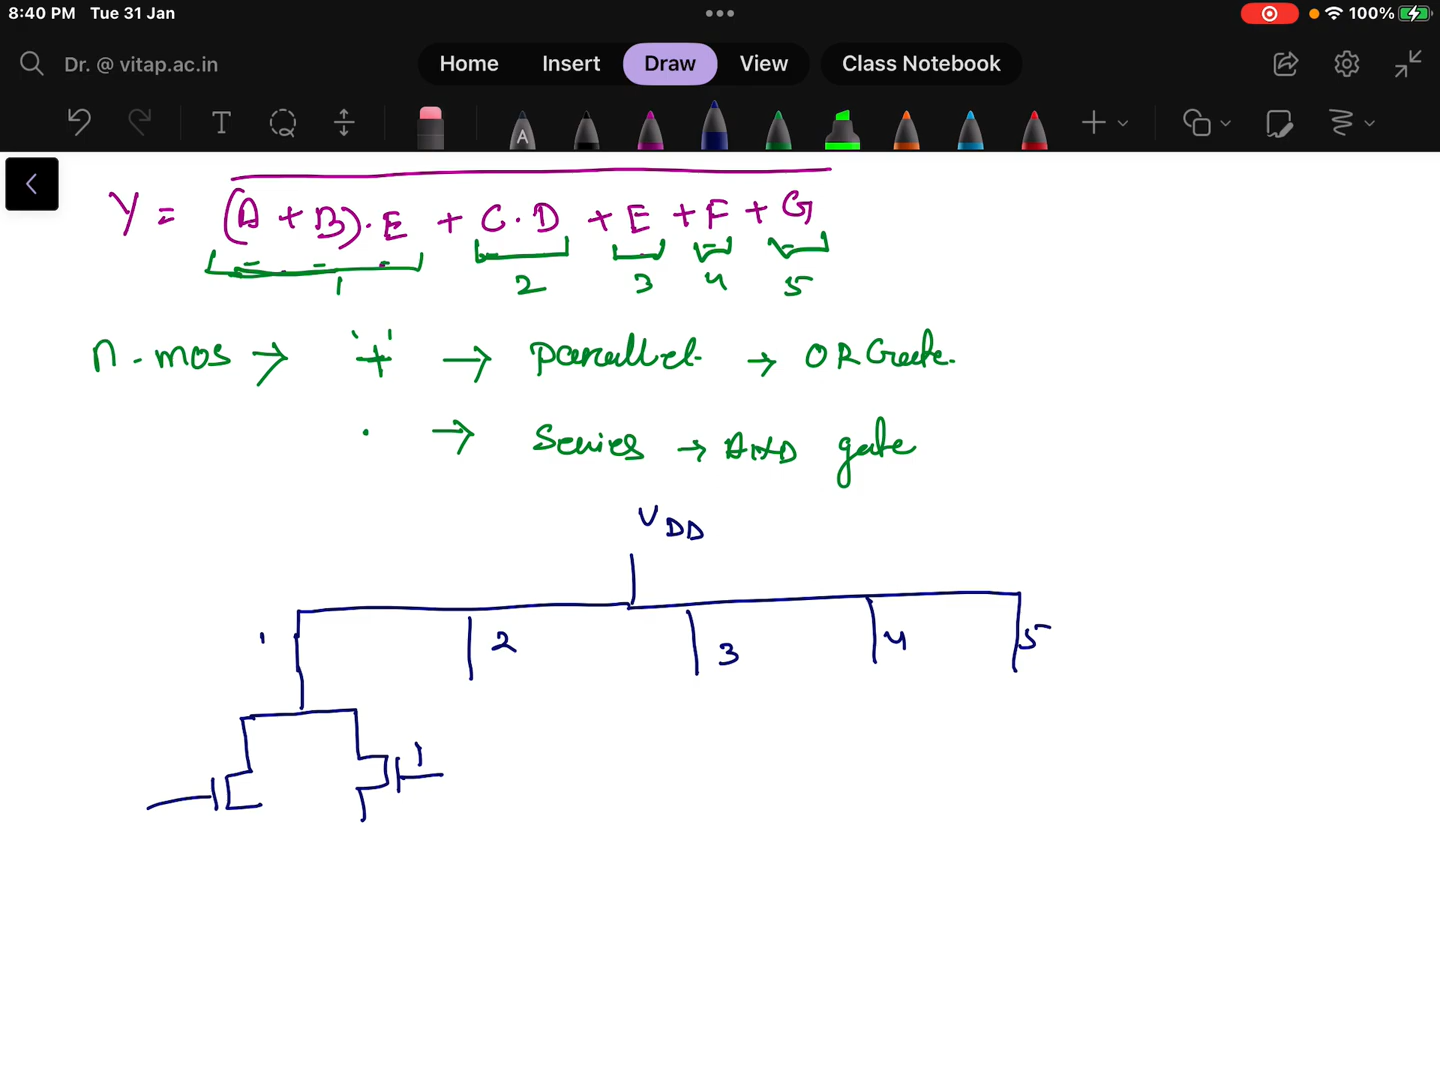 8:40 PM Tue 31 Jan
100%
Dr. @ vitap.ac.in
Home Insert Draw View Class Notebook
T A
Y = (A + B).E + C.D + E + F + G
1 2 3 4 5
n-mos → '+' → parallel → OR Gate.
. → Series → AND gate
VDD
1 2 3 4 5